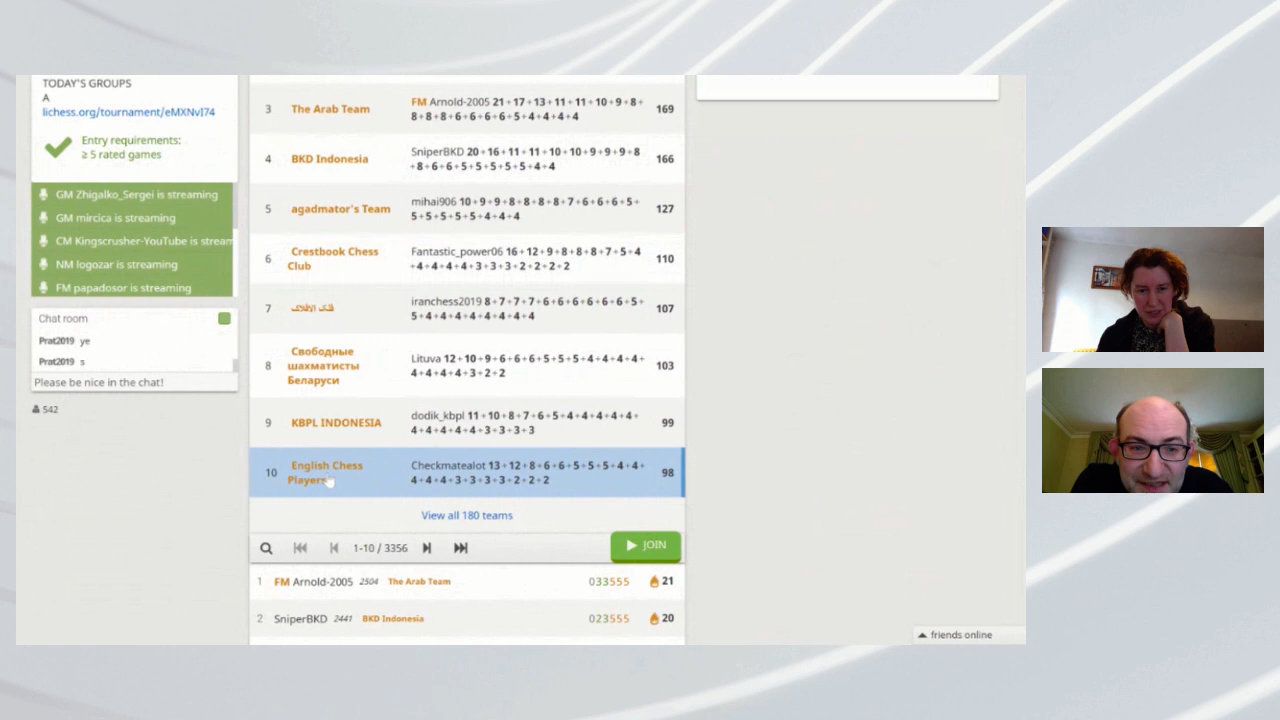 TODAY'S GROUPS
A
lichess.org/tournament/eMXNvI74
Entry requirements:
≥ 5 rated games
GM Zhigalko_Sergei is streaming
GM mircica is streaming
CM Kingscrusher-YouTube is stream
NM logozar is streaming
FM papadosor is streaming
Chat room
Prat2019 ye
Prat2019 s
Please be nice in the chat!
542
3 The Arab Team FM Arnold-2005 21+17+13+11+11+10+9+8+ 169
8+8+8+6+6+6+6+5+4+4+4+4
4 BKD Indonesia SniperBKD 20+16+11+11+10+10+9+9+9+8 166
+8+6+6+5+5+5+5+5+4+4
5 agadmator's Team mihai906 10+9+9+8+8+8+8+7+6+6+6+5+ 127
5+5+5+5+5+4+4+4
6 Crestbook Chess Fantastic_power06 16+12+9+8+8+8+7+5+4 110
Club +4+4+4+4+3+3+3+2+2+2+2
7 iranchess2019 8+7+7+7+6+6+6+6+6+6+5+ 107
5+4+4+4+4+4+4+4+4
8 Свободные шахматисты Беларуси Lituva 12+10+9+6+6+6+5+5+5+4+4+4+4+ 103
4+4+4+4+3+2+2
9 KBPL INDONESIA dodik_kbpl 11+10+8+7+6+5+4+4+4+4+4+ 99
4+4+4+4+4+3+3+3+3
10 English Chess Checkmatealot 13+12+8+6+6+5+5+5+4+4+ 98
Players 4+4+4+3+3+3+3+2+2+2
View all 180 teams
1-10 / 3356
JOIN
1 FM Arnold-2005 2504 The Arab Team 033555 21
2 SniperBKD 2441 BKD Indonesia 023555 20
friends online